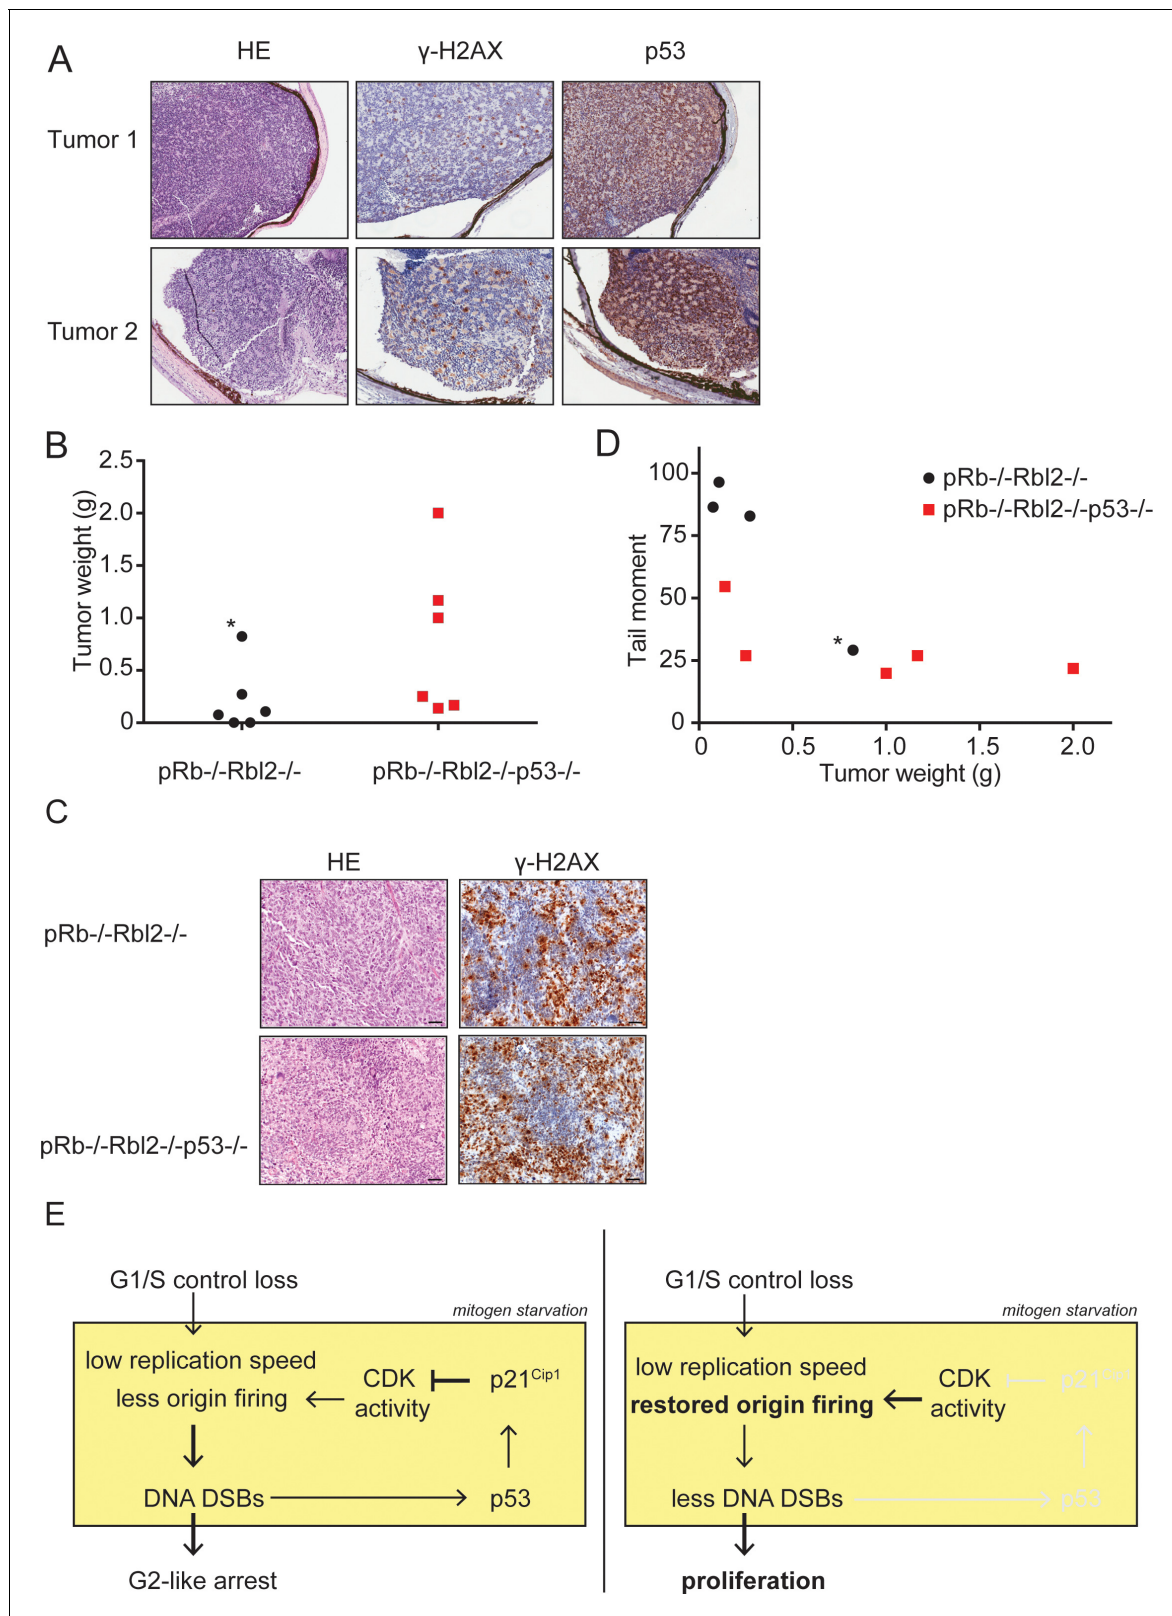 A
HE
γ-H2AX
p53
Tumor 1
Tumor 2
B
Tumor weight (g)
2.5
2.0
1.5
1.0
0.5
0
*
pRb-/-Rbl2-/-
pRb-/-Rbl2-/-p53-/-
D
Tail moment
100
75
50
25
0
*
pRb-/-Rbl2-/-
pRb-/-Rbl2-/-p53-/-
0
0.5
1.0
2.0
Tumor weight (g)
C
HE
γ-H2AX
pRb-/-Rbl2-/-
pRb-/-Rbl2-/-p53-/-
E
G1/S control loss
mitogen starvation
low replication speed
less origin firing
CDK
activity
p21Cip1
DNA DSBs
p53
G2-like arrest
G1/S control loss
mitogen starvation
low replication speed
restored origin firing
CDK
activity
p21Cip1
less DNA DSBs
p53
proliferation